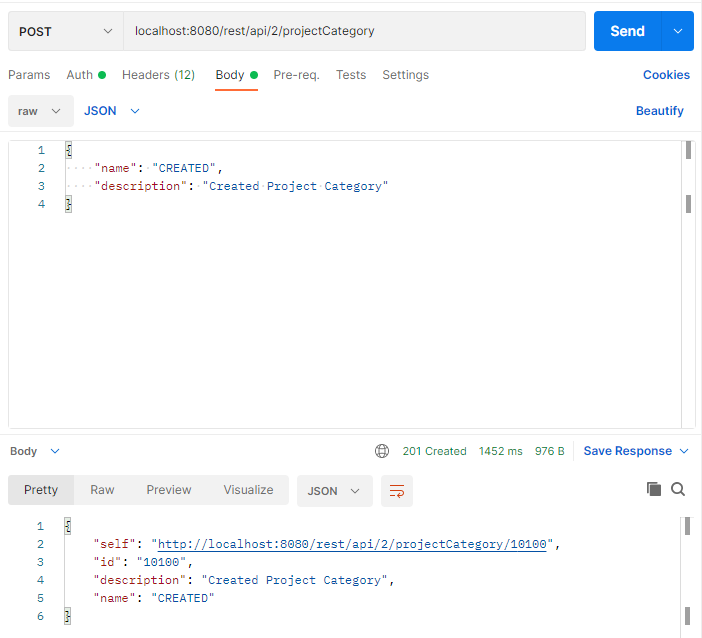 POST localhost:8080/rest/api/2/projectCategory Send
Params Auth Headers (12) Body Pre-req. Tests Settings Cookies
raw JSON Beautify
1 {
2 "name": "CREATED",
3 "description": "Created Project Category"
4 }
Body 201 Created 1452 ms 976 B Save Response
Pretty Raw Preview Visualize JSON
1 {
2 "self": "http://localhost:8080/rest/api/2/projectCategory/10100",
3 "id": "10100",
4 "description": "Created Project Category",
5 "name": "CREATED"
6 }